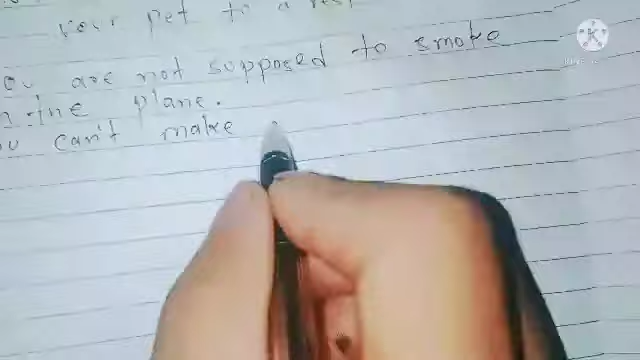 your pet to a
ou are not supposed to smoke
n the plane.
ou can't make
K